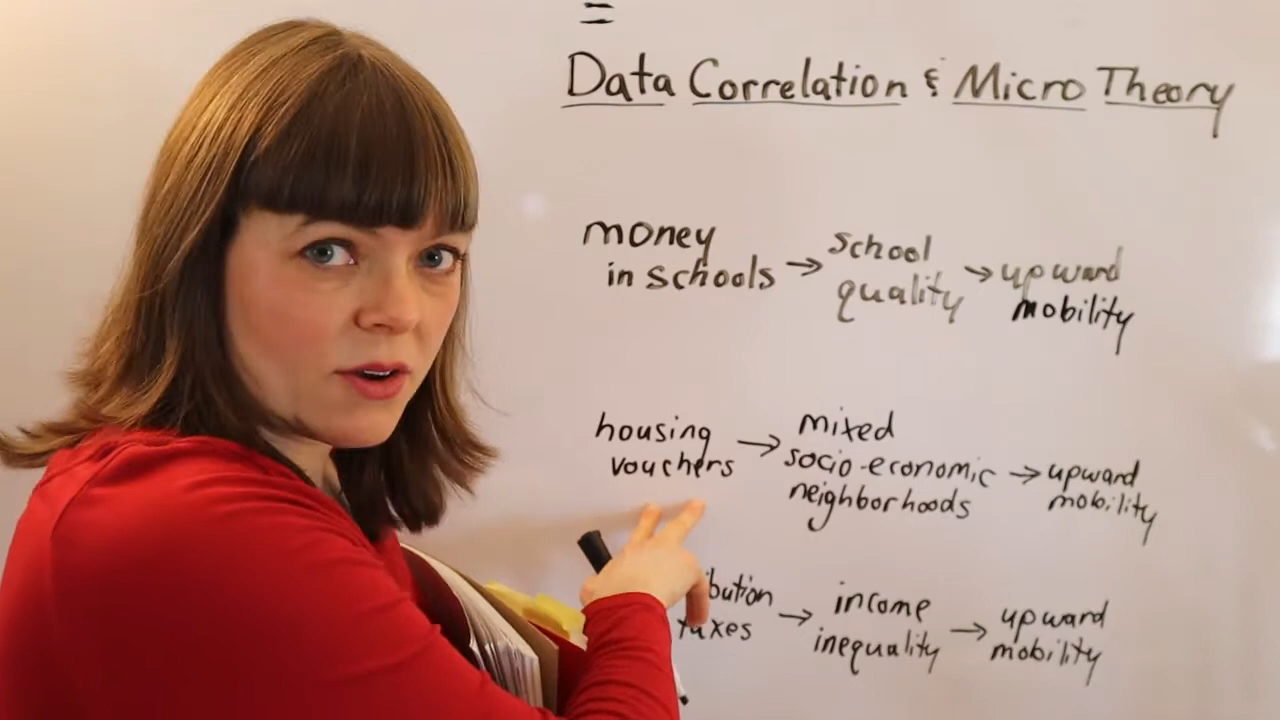 =
Data Correlation & Micro Theory
money
in schools → school
quality → upward
mobility
housing
vouchers → mixed
socio-economic
neighborhoods → upward
mobility
bution
taxes → income
inequality → upward
mobility